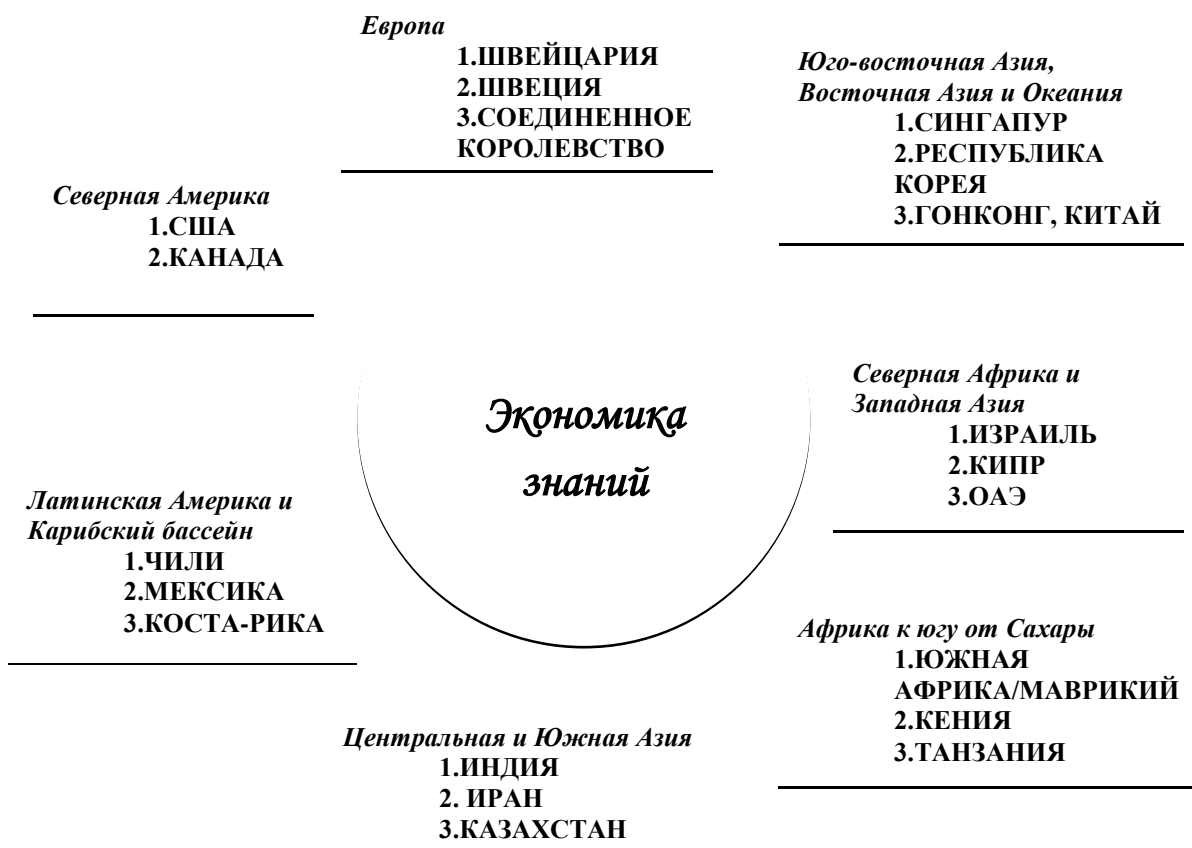 Европа
1.ШВЕЙЦАРИЯ
2.ШВЕЦИЯ
3.СОЕДИНЕННОЕ
КОРОЛЕВСТВО
Юго-восточная Азия,
Восточная Азия и Океания
1.СИНГАПУР
2.РЕСПУБЛИКА
КОРЕЯ
3.ГОНКОНГ, КИТАЙ
Северная Америка
1.США
2.КАНАДА
Экономика
знаний
Северная Африка и
Западная Азия
1.ИЗРАИЛЬ
2.КИПР
3.ОАЭ
Латинская Америка и
Карибский бассейн
1.ЧИЛИ
2.МЕКСИКА
3.КОСТА-РИКА
Африка к югу от Сахары
1.ЮЖНАЯ
АФРИКА/МАВРИКИЙ
2.КЕНИЯ
3.ТАНЗАНИЯ
Центральная и Южная Азия
1.ИНДИЯ
2. ИРАН
3.КАЗАХСТАН